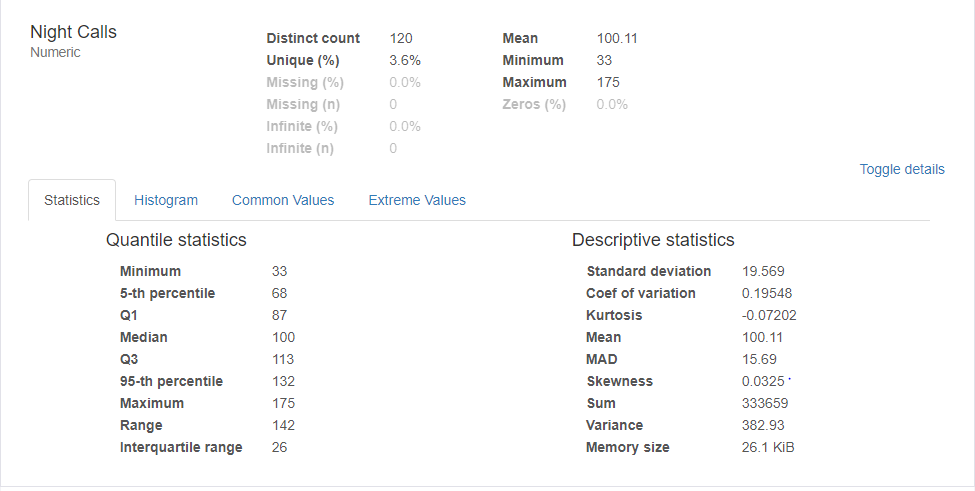 Night Calls
Numeric
Distinct count 120
Unique (%) 3.6%
Missing (%) 0.0%
Missing (n) 0
Infinite (%) 0.0%
Infinite (n) 0
Mean 100.11
Minimum 33
Maximum 175
Zeros (%) 0.0%
Toggle details
Statistics Histogram Common Values Extreme Values
Quantile statistics
Minimum 33
5-th percentile 68
Q1 87
Median 100
Q3 113
95-th percentile 132
Maximum 175
Range 142
Interquartile range 26
Descriptive statistics
Standard deviation 19.569
Coef of variation 0.19548
Kurtosis -0.07202
Mean 100.11
MAD 15.69
Skewness 0.0325
Sum 333659
Variance 382.93
Memory size 26.1 KiB